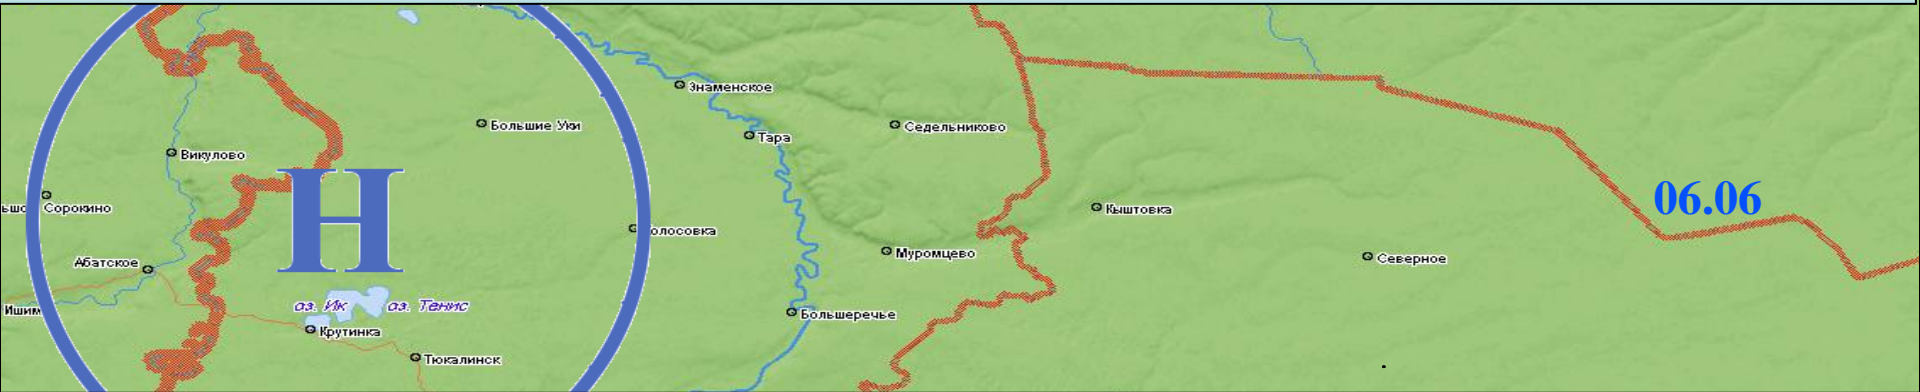 Знаменское
Большие Уки
Седельниково
Тара
Викулово
Н
06.06
Сорокино
Кыштовка
олосовка
Муромцево
Северное
Абатское
оз. Ик
оз. Тенис
Ишим
Большеречье
Крутинка
Тюкалинск